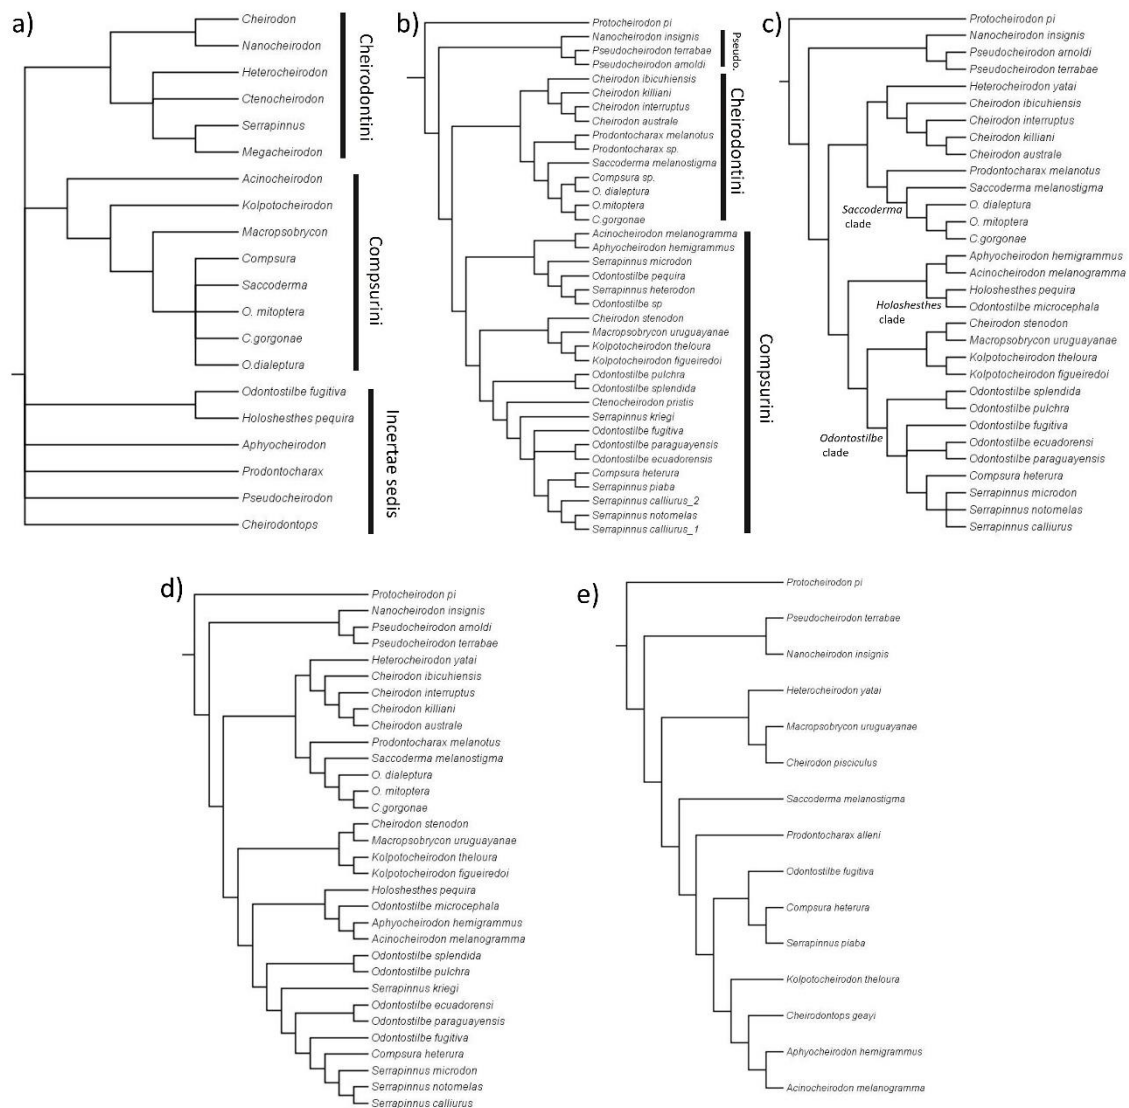 a)
Cheirodon
Nanocheirodon
Heterocheirodon
Ctenocheirodon
Serrapinnus
Megacheirodon
Cheirodontini
Acinocheirodon
Kolpotocheirodon
Macropsobrycon
Compsura
Saccoderma
O. mitoptera
C.gorgonae
O.dialeptura
Compsurini
Odontostilbe fugitiva
Holoshesthes pequira
Aphyocheirodon
Prodontocharax
Pseudocheirodon
Cheirodontops
Incertae sedis
b)
Protocheirodon pi
Nanocheirodon insignis
Pseudocheirodon terrabae
Pseudocheirodon arnoldi
Pseudo.
Cheirodon ibicuhiensis
Cheirodon killiani
Cheirodon interruptus
Cheirodon australe
Prodontocharax melanotus
Prodontocharax sp.
Saccoderma melanostigma
Compsura sp.
O. dialeptura
O.mitoptera
C.gorgonae
Cheirodontini
Acinocheirodon melanogramma
Aphyocheirodon hemigrammus
Serrapinnus microdon
Odontostilbe pequira
Serrapinnus heterodon
Odontostilbe sp
Cheirodon stenodon
Macropsobrycon uruguayanae
Kolpotocheirodon theloura
Kolpotocheirodon figueiredoi
Odontostilbe pulchra
Odontostilbe splendida
Ctenocheirodon pristis
Serrapinnus kriegi
Odontostilbe fugitiva
Odontostilbe paraguayensis
Odontostilbe ecuadorensis
Compsura heterura
Serrapinnus piaba
Serrapinnus calliurus_2
Serrapinnus notomelas
Serrapinnus calliurus_1
Compsurini
c)
Protocheirodon pi
Nanocheirodon insignis
Pseudocheirodon arnoldi
Pseudocheirodon terrabae
Heterocheirodon yatai
Cheirodon ibicuhiensis
Cheirodon interruptus
Cheirodon killiani
Cheirodon australe
Prodontocharax melanotus
Saccoderma melanostigma
O. dialeptura
O. mitoptera
C.gorgonae
Saccoderma
clade
Aphyocheirodon hemigrammus
Acinocheirodon melanogramma
Holoshesthes pequira
Odontostilbe microcephala
Holoshesthes
clade
Cheirodon stenodon
Macropsobrycon uruguayanae
Kolpotocheirodon theloura
Kolpotocheirodon figueiredoi
Odontostilbe splendida
Odontostilbe pulchra
Odontostilbe fugitiva
Odontostilbe ecuadorensi
Odontostilbe paraguayensis
Compsura heterura
Serrapinnus microdon
Serrapinnus notomelas
Serrapinnus calliurus
Odontostilbe
clade
d)
Protocheirodon pi
Nanocheirodon insignis
Pseudocheirodon arnoldi
Pseudocheirodon terrabae
Heterocheirodon yatai
Cheirodon ibicuhiensis
Cheirodon interruptus
Cheirodon killiani
Cheirodon australe
Prodontocharax melanotus
Saccoderma melanostigma
O. dialeptura
O. mitoptera
C.gorgonae
Cheirodon stenodon
Macropsobrycon uruguayanae
Kolpotocheirodon theloura
Kolpotocheirodon figueiredoi
Holoshesthes pequira
Odontostilbe microcephala
Aphyocheirodon hemigrammus
Acinocheirodon melanogramma
Odontostilbe splendida
Odontostilbe pulchra
Serrapinnus kriegi
Odontostilbe ecuadorensi
Odontostilbe paraguayensis
Odontostilbe fugitiva
Compsura heterura
Serrapinnus microdon
Serrapinnus notomelas
Serrapinnus calliurus
e)
Protocheirodon pi
Pseudocheirodon terrabae
Nanocheirodon insignis
Heterocheirodon yatai
Macropsobrycon uruguayanae
Cheirodon pisciculus
Saccoderma melanostigma
Prodontocharax alleni
Odontostilbe fugitiva
Compsura heterura
Serrapinnus piaba
Kolpotocheirodon theloura
Cheirodontops geayi
Aphyocheirodon hemigrammus
Acinocheirodon melanogramma